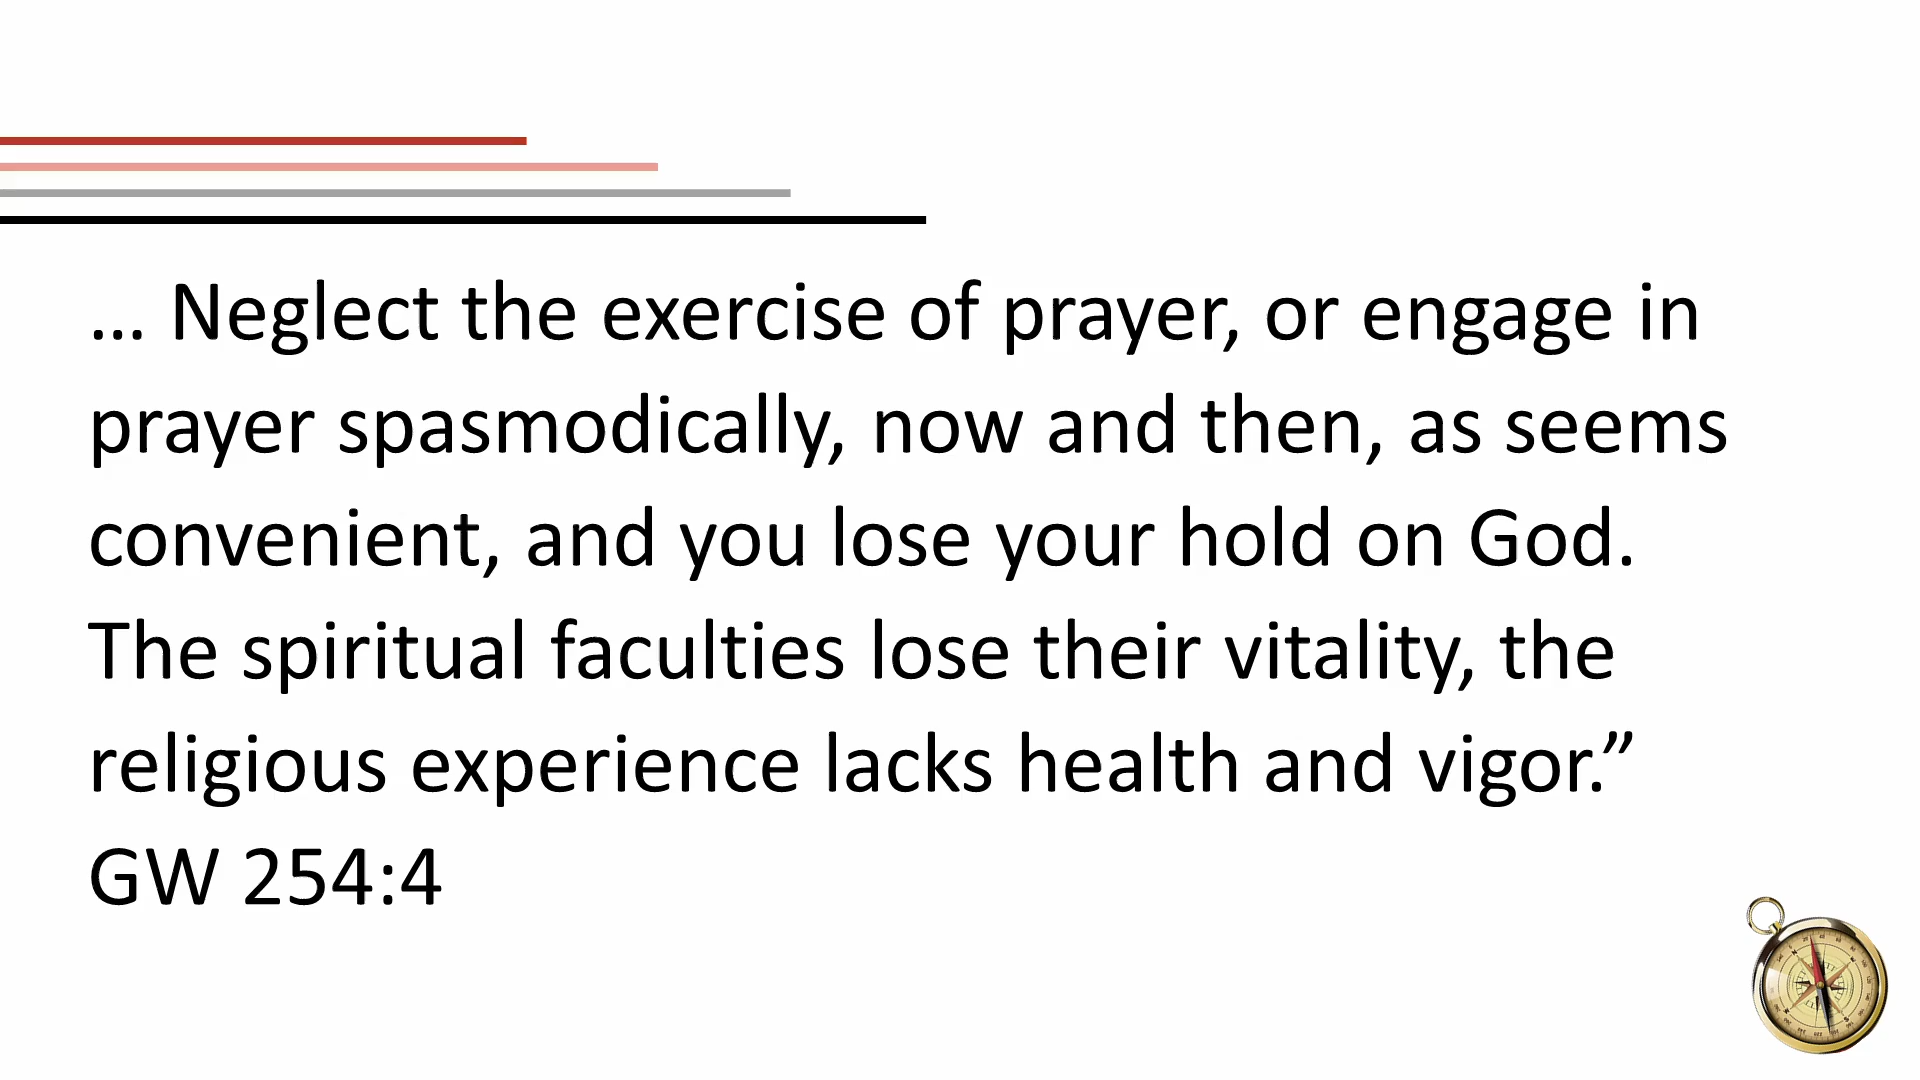 … Neglect the exercise of prayer, or engage in
prayer spasmodically, now and then, as seems
convenient, and you lose your hold on God.
The spiritual faculties lose their vitality, the
religious experience lacks health and vigor.”
GW 254:4